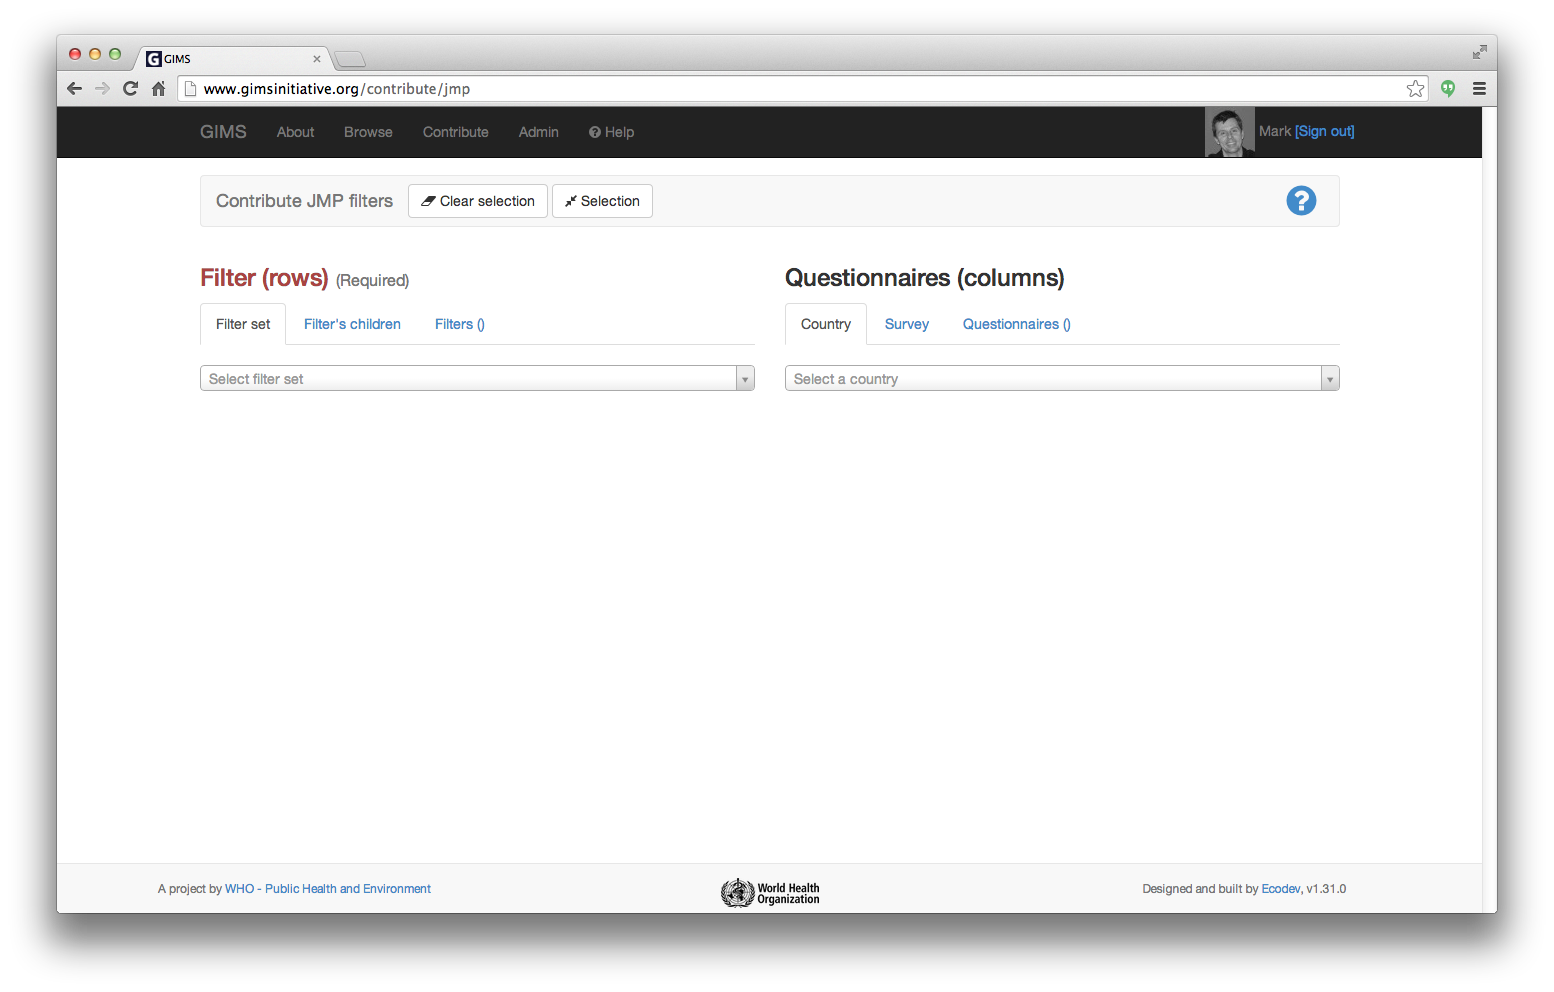 GIMS
www.gimsinitiative.org/contribute/jmp
GIMS About Browse Contribute Admin Help Mark [Sign out]
Contribute JMP filters Clear selection Selection
Filter (rows) (Required) Questionnaires (columns)
Filter set Filter's children Filters () Country Survey Questionnaires ()
Select filter set Select a country
A project by WHO - Public Health and Environment World Health Organization Designed and built by Ecodev, v1.31.0